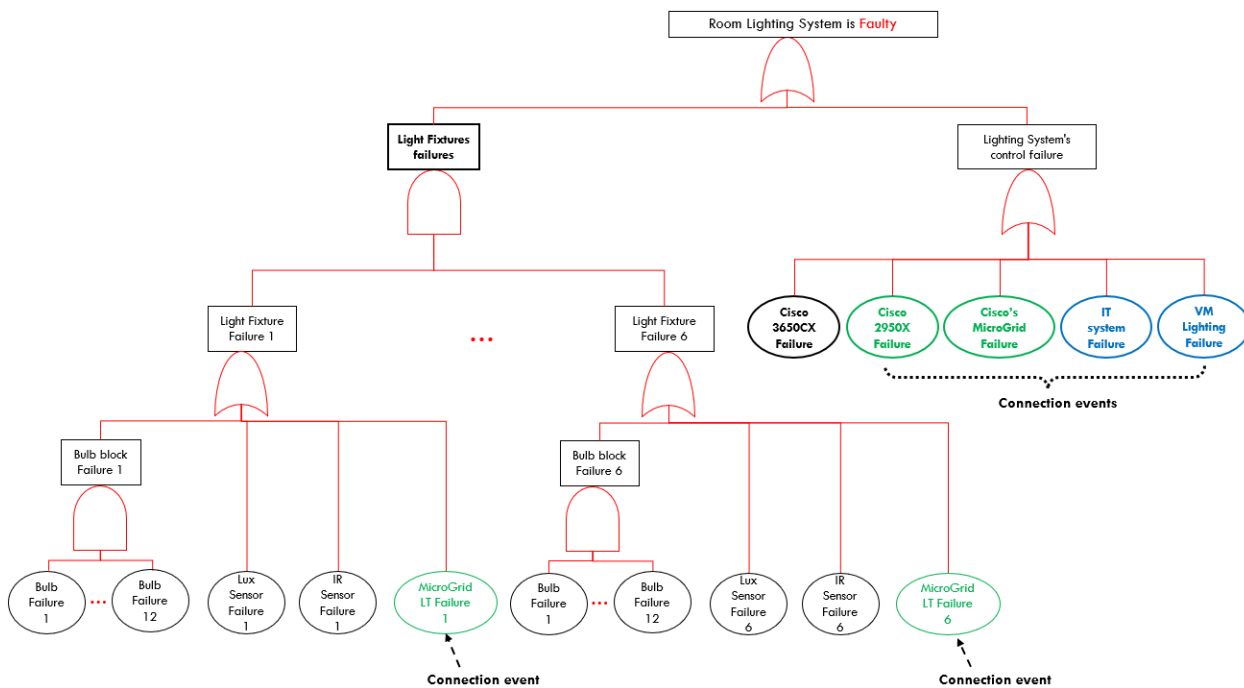 Room Lighting System is Faulty
Light Fixtures
failures
Lighting System's
control failure
Cisco
3650CX
Failure
Cisco
2950X
Failure
Cisco's
MicroGrid
Failure
IT
system
Failure
VM
Lighting
Failure
Connection events
Light Fixture
Failure 1
...
Light Fixture
Failure 6
Bulb block
Failure 1
Bulb block
Failure 6
Bulb
Failure
1
...
Bulb
Failure
12
Lux
Sensor
Failure
1
IR
Sensor
Failure
1
MicroGrid
LT Failure
1
Bulb
Failure
1
...
Bulb
Failure
12
Lux
Sensor
Failure
6
IR
Sensor
Failure
6
MicroGrid
LT Failure
6
Connection event
Connection event